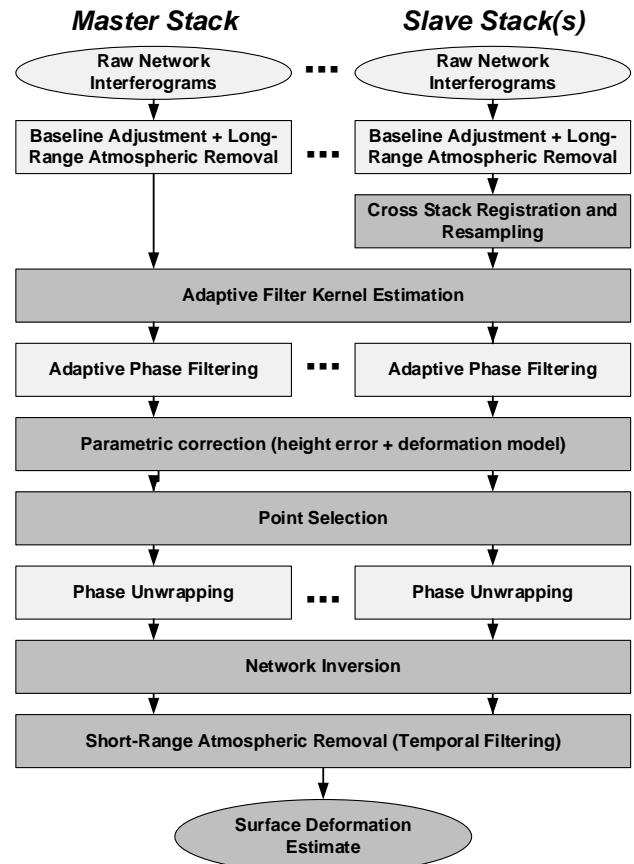 Master Stack
Slave Stack(s)
Raw Network
Interferograms
...
Raw Network
Interferograms
Baseline Adjustment + Long-
Range Atmospheric Removal
...
Baseline Adjustment + Long-
Range Atmospheric Removal
Cross Stack Registration and
Resampling
Adaptive Filter Kernel Estimation
Adaptive Phase Filtering
...
Adaptive Phase Filtering
Parametric correction (height error + deformation model)
Point Selection
Phase Unwrapping
...
Phase Unwrapping
Network Inversion
Short-Range Atmospheric Removal (Temporal Filtering)
Surface Deformation
Estimate